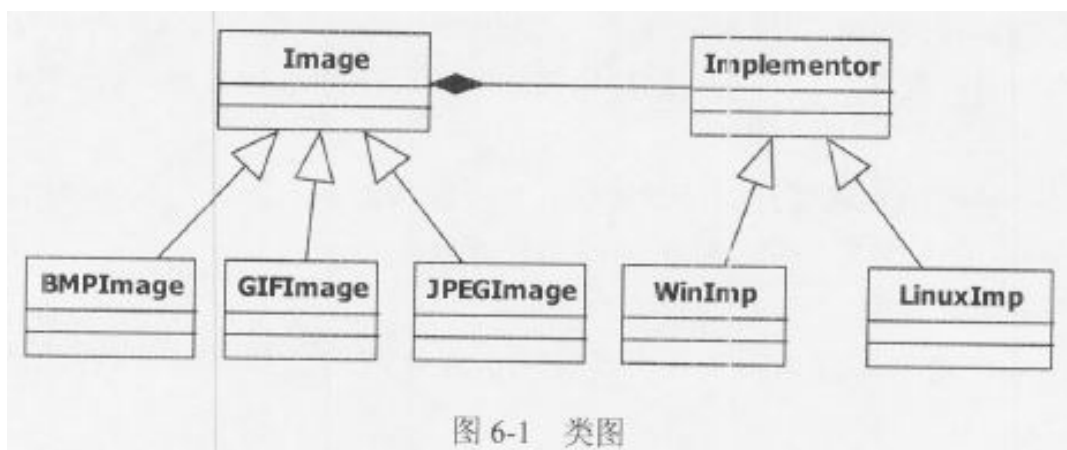 Image
Implementor
BMPImage
GIFImage
JPEGImage
WinImp
LinuxImp
图 6-1 类图